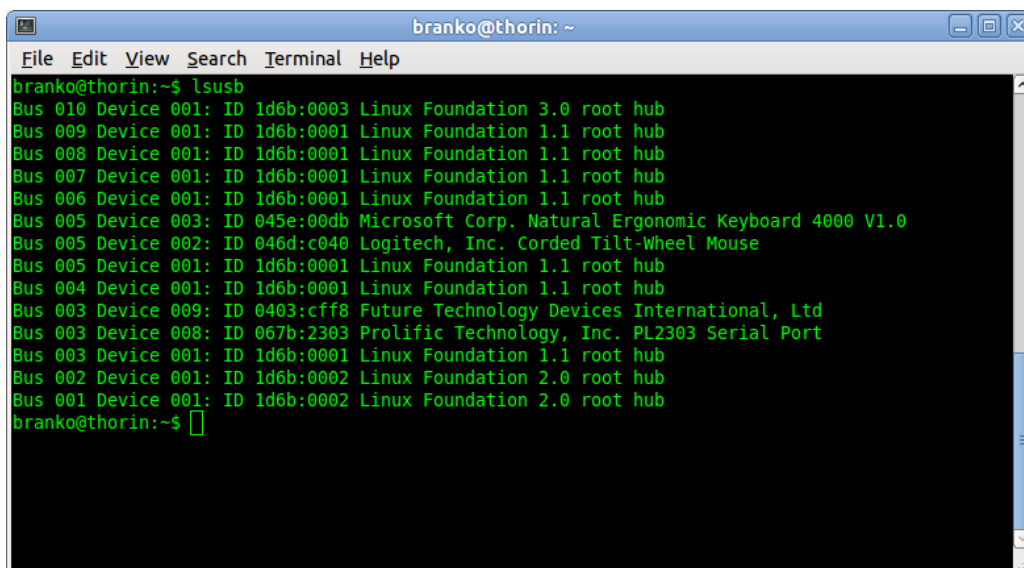 branko@thorin: ~
File Edit View Search Terminal Help
branko@thorin:~$ lsusb
Bus 010 Device 001: ID 1d6b:0003 Linux Foundation 3.0 root hub
Bus 009 Device 001: ID 1d6b:0001 Linux Foundation 1.1 root hub
Bus 008 Device 001: ID 1d6b:0001 Linux Foundation 1.1 root hub
Bus 007 Device 001: ID 1d6b:0001 Linux Foundation 1.1 root hub
Bus 006 Device 001: ID 1d6b:0001 Linux Foundation 1.1 root hub
Bus 005 Device 003: ID 045e:00db Microsoft Corp. Natural Ergonomic Keyboard 4000 V1.0
Bus 005 Device 002: ID 046d:c040 Logitech, Inc. Corded Tilt-Wheel Mouse
Bus 005 Device 001: ID 1d6b:0001 Linux Foundation 1.1 root hub
Bus 004 Device 001: ID 1d6b:0001 Linux Foundation 1.1 root hub
Bus 003 Device 009: ID 0403:cff8 Future Technology Devices International, Ltd
Bus 003 Device 008: ID 067b:2303 Prolific Technology, Inc. PL2303 Serial Port
Bus 003 Device 001: ID 1d6b:0001 Linux Foundation 1.1 root hub
Bus 002 Device 001: ID 1d6b:0002 Linux Foundation 2.0 root hub
Bus 001 Device 001: ID 1d6b:0002 Linux Foundation 2.0 root hub
branko@thorin:~$